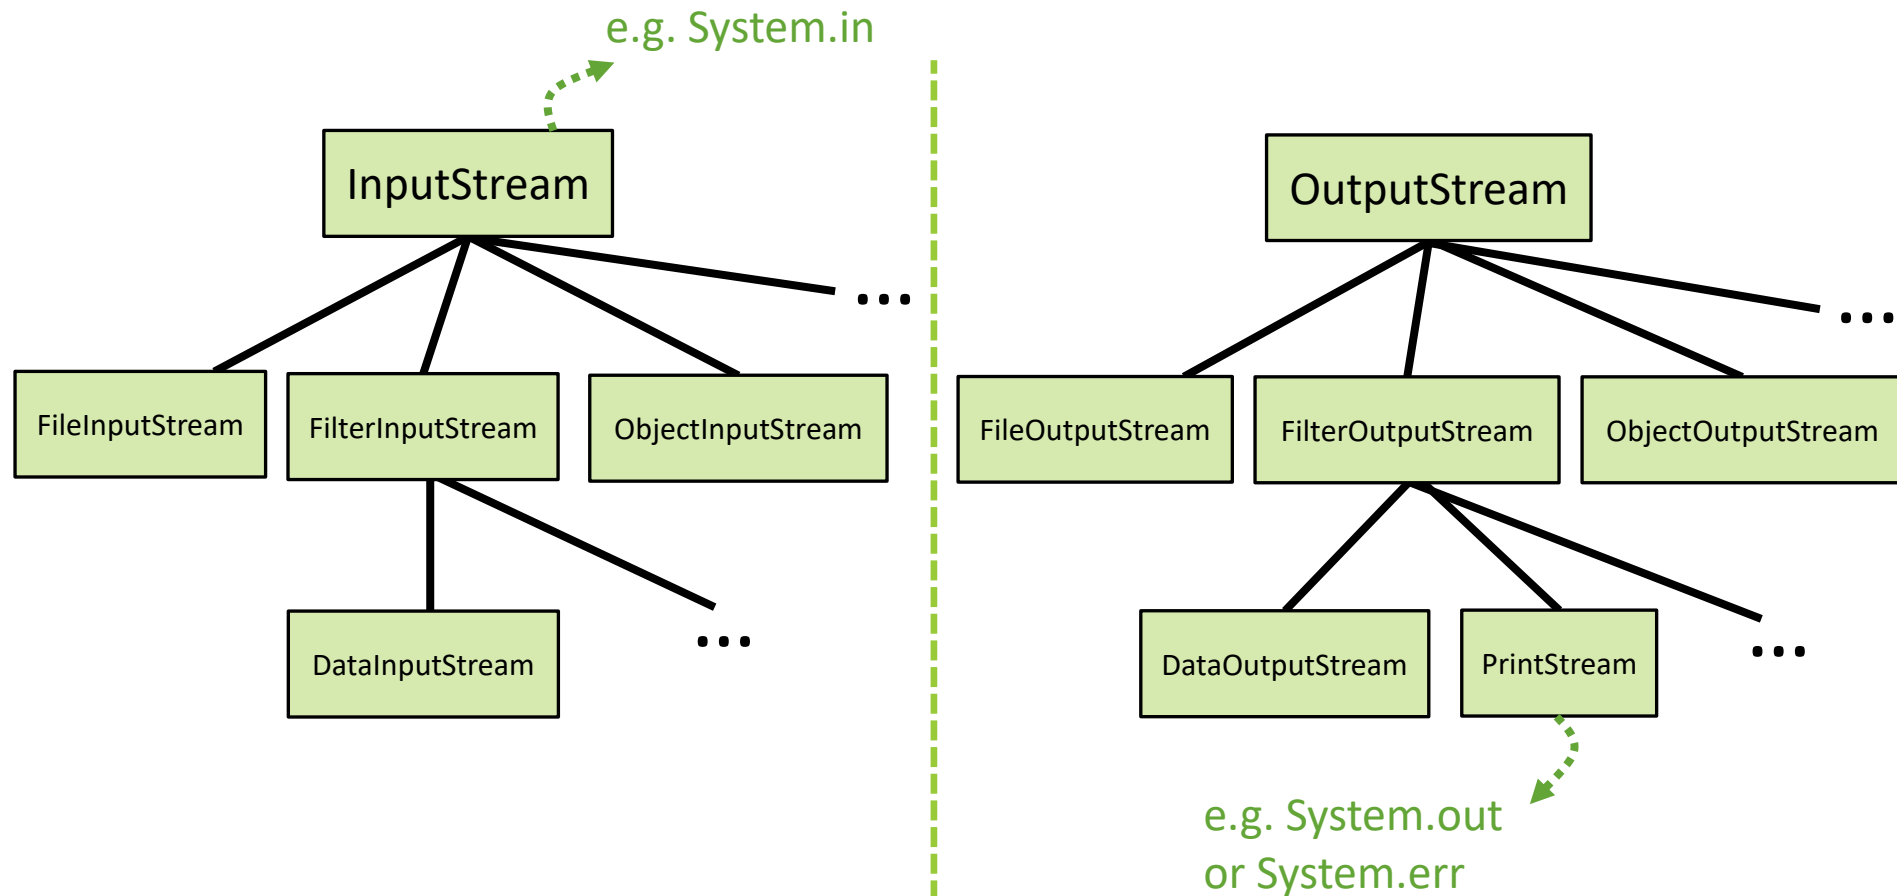 e.g. System.in
InputStream
...
FileInputStream
FilterInputStream
ObjectInputStream
DataInputStream
...
OutputStream
...
FileOutputStream
FilterOutputStream
ObjectOutputStream
DataOutputStream
PrintStream
...
e.g. System.out
or System.err